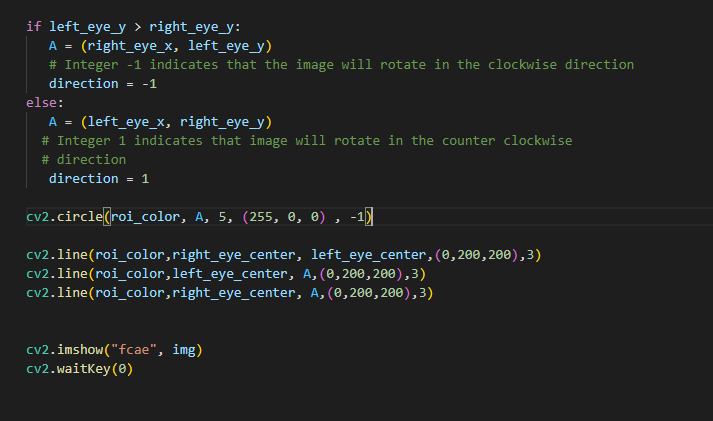 if left_eye_y > right_eye_y:
   A = (right_eye_x, left_eye_y)
   # Integer -1 indicates that the image will rotate in the clockwise direction
   direction = -1
else:
   A = (left_eye_x, right_eye_y)
  # Integer 1 indicates that image will rotate in the counter clockwise
  # direction
   direction = 1
cv2.circle(roi_color, A, 5, (255, 0, 0) , -1)
cv2.line(roi_color,right_eye_center, left_eye_center,(0,200,200),3)
cv2.line(roi_color,left_eye_center, A,(0,200,200),3)
cv2.line(roi_color,right_eye_center, A,(0,200,200),3)
cv2.imshow("fcae", img)
cv2.waitKey(0)